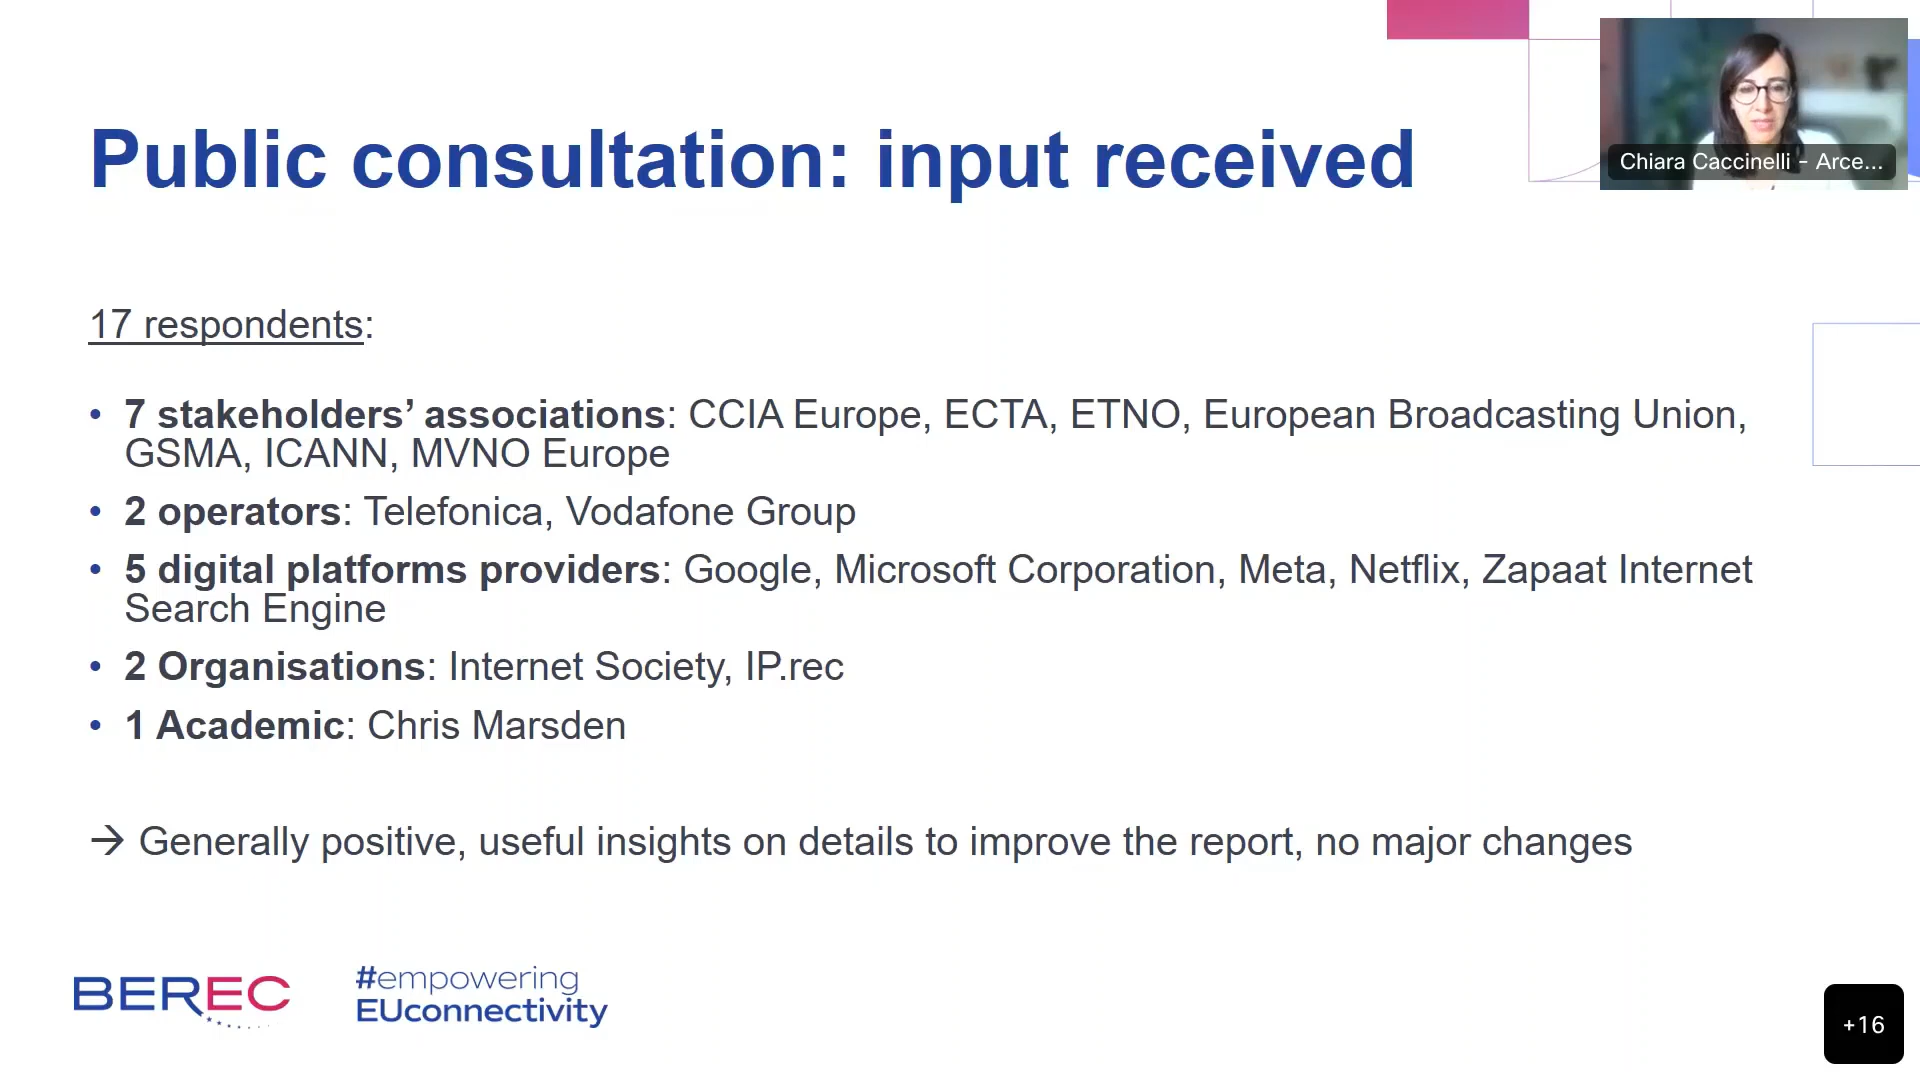 Public consultation: input received
Chiara Caccinelli - Arce...
17 respondents:
• 7 stakeholders’ associations: CCIA Europe, ECTA, ETNO, European Broadcasting Union,
GSMA, ICANN, MVNO Europe
• 2 operators: Telefonica, Vodafone Group
• 5 digital platforms providers: Google, Microsoft Corporation, Meta, Netflix, Zapaat Internet
Search Engine
• 2 Organisations: Internet Society, IP.rec
• 1 Academic: Chris Marsden
→ Generally positive, useful insights on details to improve the report, no major changes
BEREC
#empowering
EUconnectivity
+16